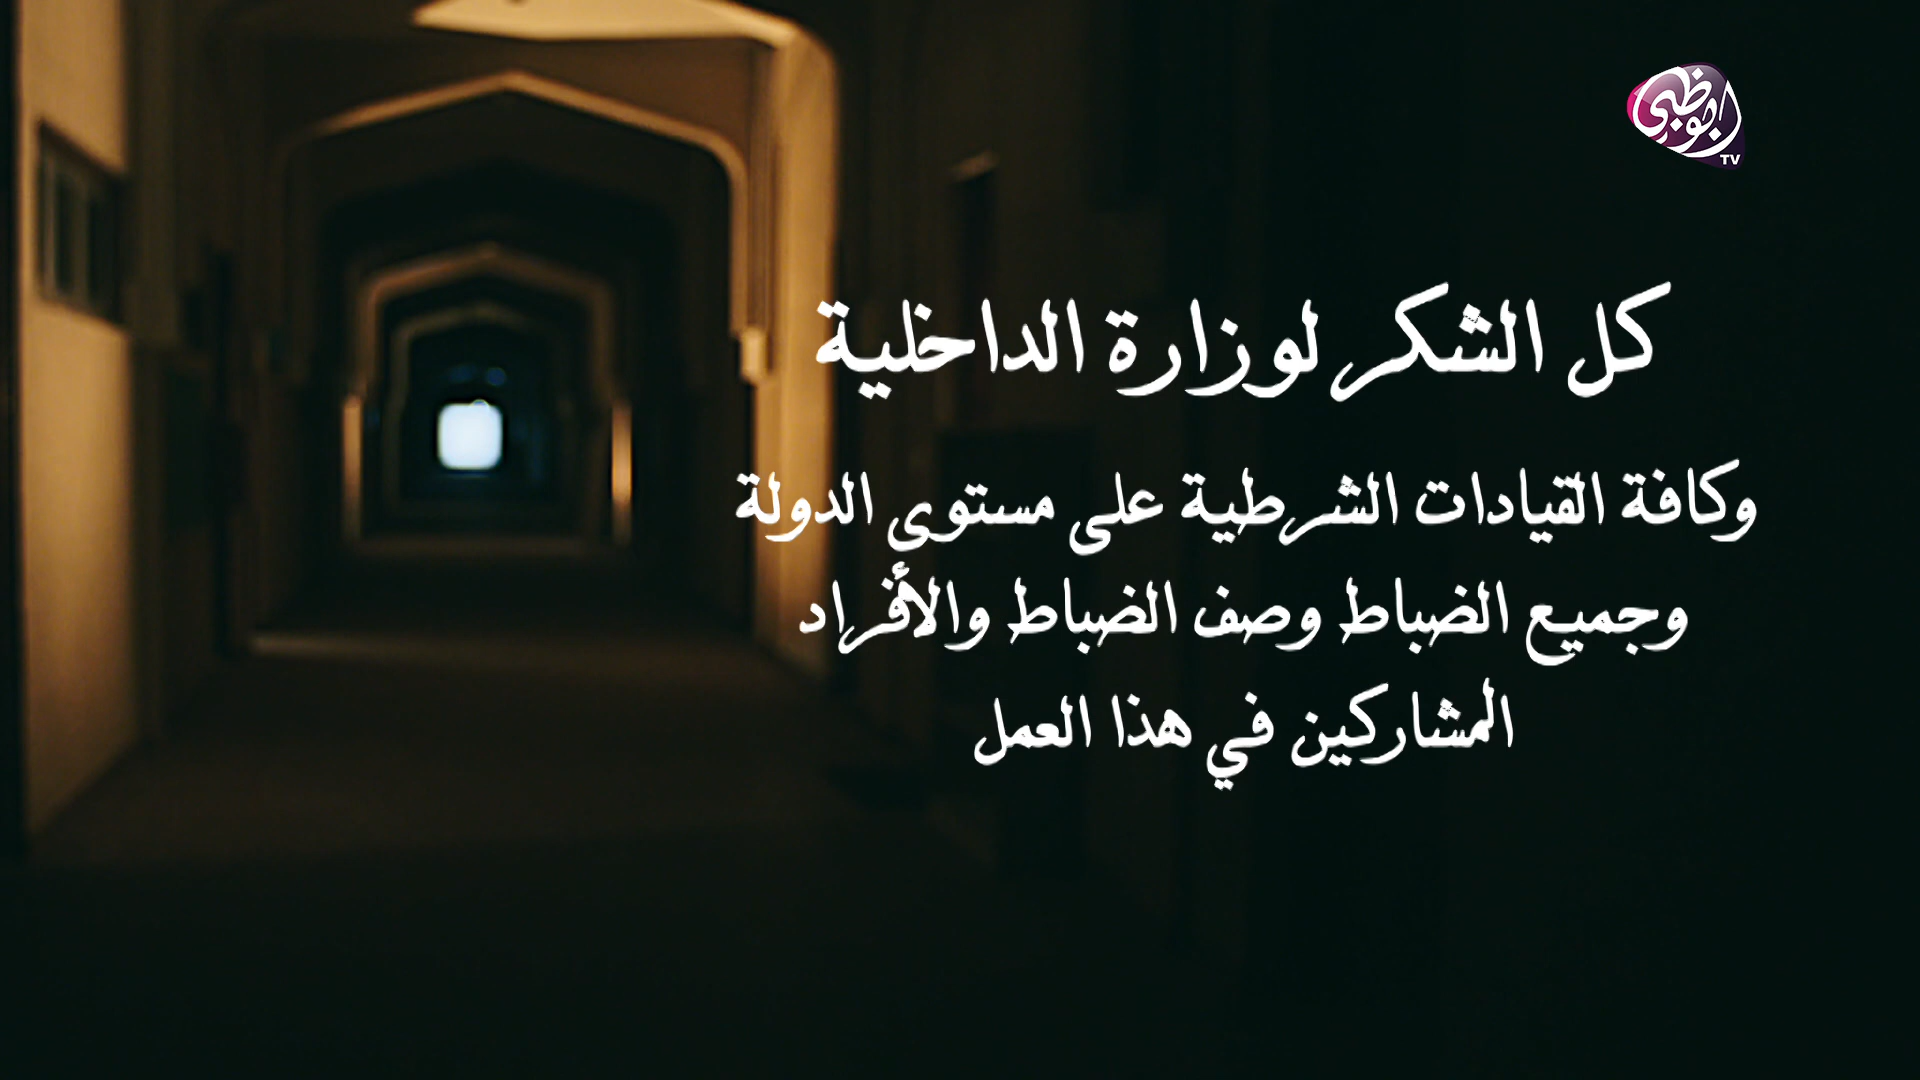 ابوظبي
TV
كل الشكر لوزارة الداخلية
وكافة القيادات الشرطية على مستوى الدولة
وجميع الضباط وصف الضباط والأفراد
المشاركين في هذا العمل